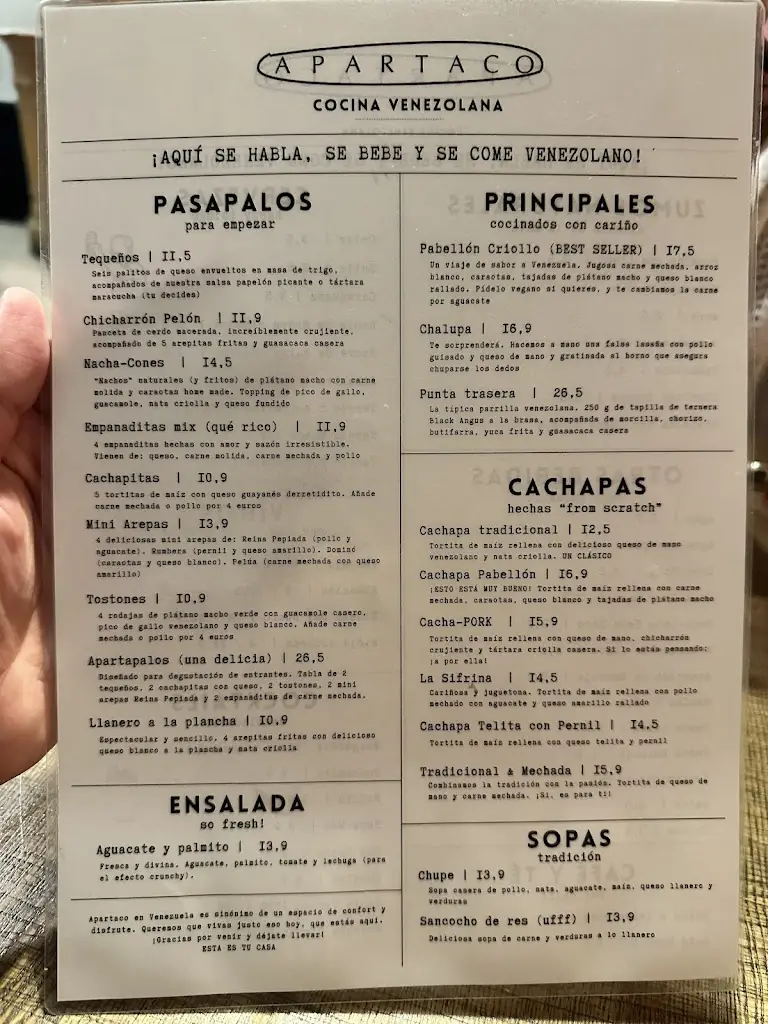 APARTACO
COCINA VENEZOLANA
¡AQUÍ SE HABLA, SE BEBE Y SE COME VENEZOLANO!
PASAPALOS
para empezar
Tequeños | 11,5
Seis palitos de queso envueltos en masa de trigo,
acompañados de nuestra salsa papelón picante o tártara
maracucha (tu decides)
Chicharrón Pelón | 11,9
Panceta de cerdo macerada, increíblemente crujiente,
acompañado de 5 arepitas fritas y guasacaca casera
Nacha-Cones | 14,5
"Nachos" naturales (y fritos) de plátano macho con carne
molida y caraotas home made. Topping de pico de gallo,
guacamole, nata criolla y queso fundido
Empanaditas mix (qué rico) | 11,9
4 empanaditas hechas con amor y sazón irresistible.
Vienen de: queso, carne molida, carne mechada y pollo
Cachapitas | 10,9
5 tortitas de maíz con queso guayanés derretidito. Añade
carne mechada o pollo por 4 euros
Mini Arepas | 13,9
4 deliciosas mini arepas de: Reina Pepiada (pollo y
aguacate). Rumbera (pernil y queso amarillo). Dominó
(caraotas y queso blanco). Pelúa (carne mechada con queso
amarillo)
Tostones | 10,9
4 rodajas de plátano macho verde con guacamole casero,
pico de gallo venezolano y queso blanco. Añade carne
mechada o pollo por 4 euros
Apartapalos (una delicia) | 26,5
Diseñado para degustación de entrantes. Tabla de 2
tequeños, 2 cachapitas con queso, 2 tostones, 2 mini
arepas Reina Pepiada y 2 empanaditas de carne mechada.
Llanero a la plancha | 10,9
Espectacular y sencillo. 4 arepitas fritas con delicioso
queso blanco a la plancha y nata criolla
ENSALADA
so fresh!
Aguacate y palmito | 13,9
Fresca y divina. Aguacate, palmito, tomate y lechuga (para
el efecto crunchy).
Apartaco en Venezuela es sinónimo de un espacio de confort y
disfrute. Queremos que vivas justo eso hoy, que estás aquí.
¡Gracias por venir y déjate llevar!
ESTA ES TU CASA
PRINCIPALES
cocinados con cariño
Pabellón Criollo (BEST SELLER) | 17,5
Un viaje de sabor a Venezuela. Jugosa carne mechada, arroz
blanco, caraotas, tajadas de plátano macho y queso blanco
rallado. Pídelo vegano si quieres, y te cambiamos la carne
por aguacate
Chalupa | 16,9
Te sorprenderá. Hacemos a mano una falsa lasaña con pollo
guisado y queso de mano y gratinada al horno que asegura
chuparse los dedos
Punta trasera | 26,5
La típica parrilla venezolana. 250 g de tapilla de ternera
Black Angus a la brasa, acompañada de morcilla, chorizo,
butifarra, yuca frita y guasacaca casera
CACHAPAS
hechas "from scratch"
Cachapa tradicional | 12,5
Tortita de maíz rellena con delicioso queso de mano
venezolano y nata criolla. UN CLÁSICO
Cachapa Pabellón | 16,9
¡ESTO ESTÁ MUY BUENO! Tortita de maíz rellena con carne
mechada, caraotas, queso blanco y tajadas de plátano macho
Cacha-PORK | 15,9
Tortita de maíz rellena con queso de mano, chicharrón
crujiente y tártara criolla casera. Si lo estás pensando:
¡a por ella!
La Sifrina | 14,5
Cariñosa y juguetona. Tortita de maíz rellena con pollo
mechado con aguacate y queso amarillo rallado
Cachapa Telita con Pernil | 14,5
Tortita de maíz rellena con queso telita y pernil
Tradicional & Mechada | 15,9
Combinamos la tradición con la pasión. Tortita de queso de
mano y carne mechada. ¡Sí, es para ti!
SOPAS
tradición
Chupe | 13,9
Sopa casera de pollo, nata, aguacate, maíz, queso llanero y
verduras
Sancocho de res (ufff) | 13,9
Deliciosa sopa de carne y verduras a lo llanero